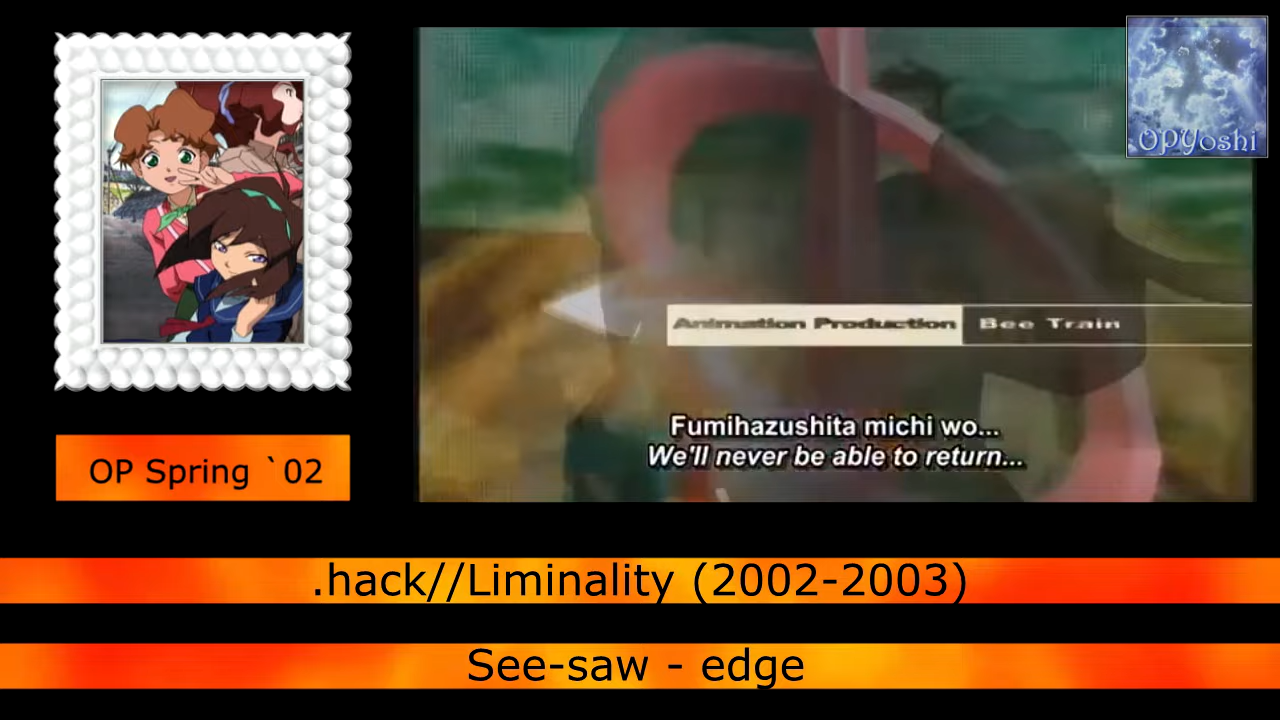 OPYoshi
Animation Production Bee Train
Fumihazushita michi wo...
We'll never be able to return...
OP Spring `02
.hack//Liminality (2002-2003)
See-saw - edge